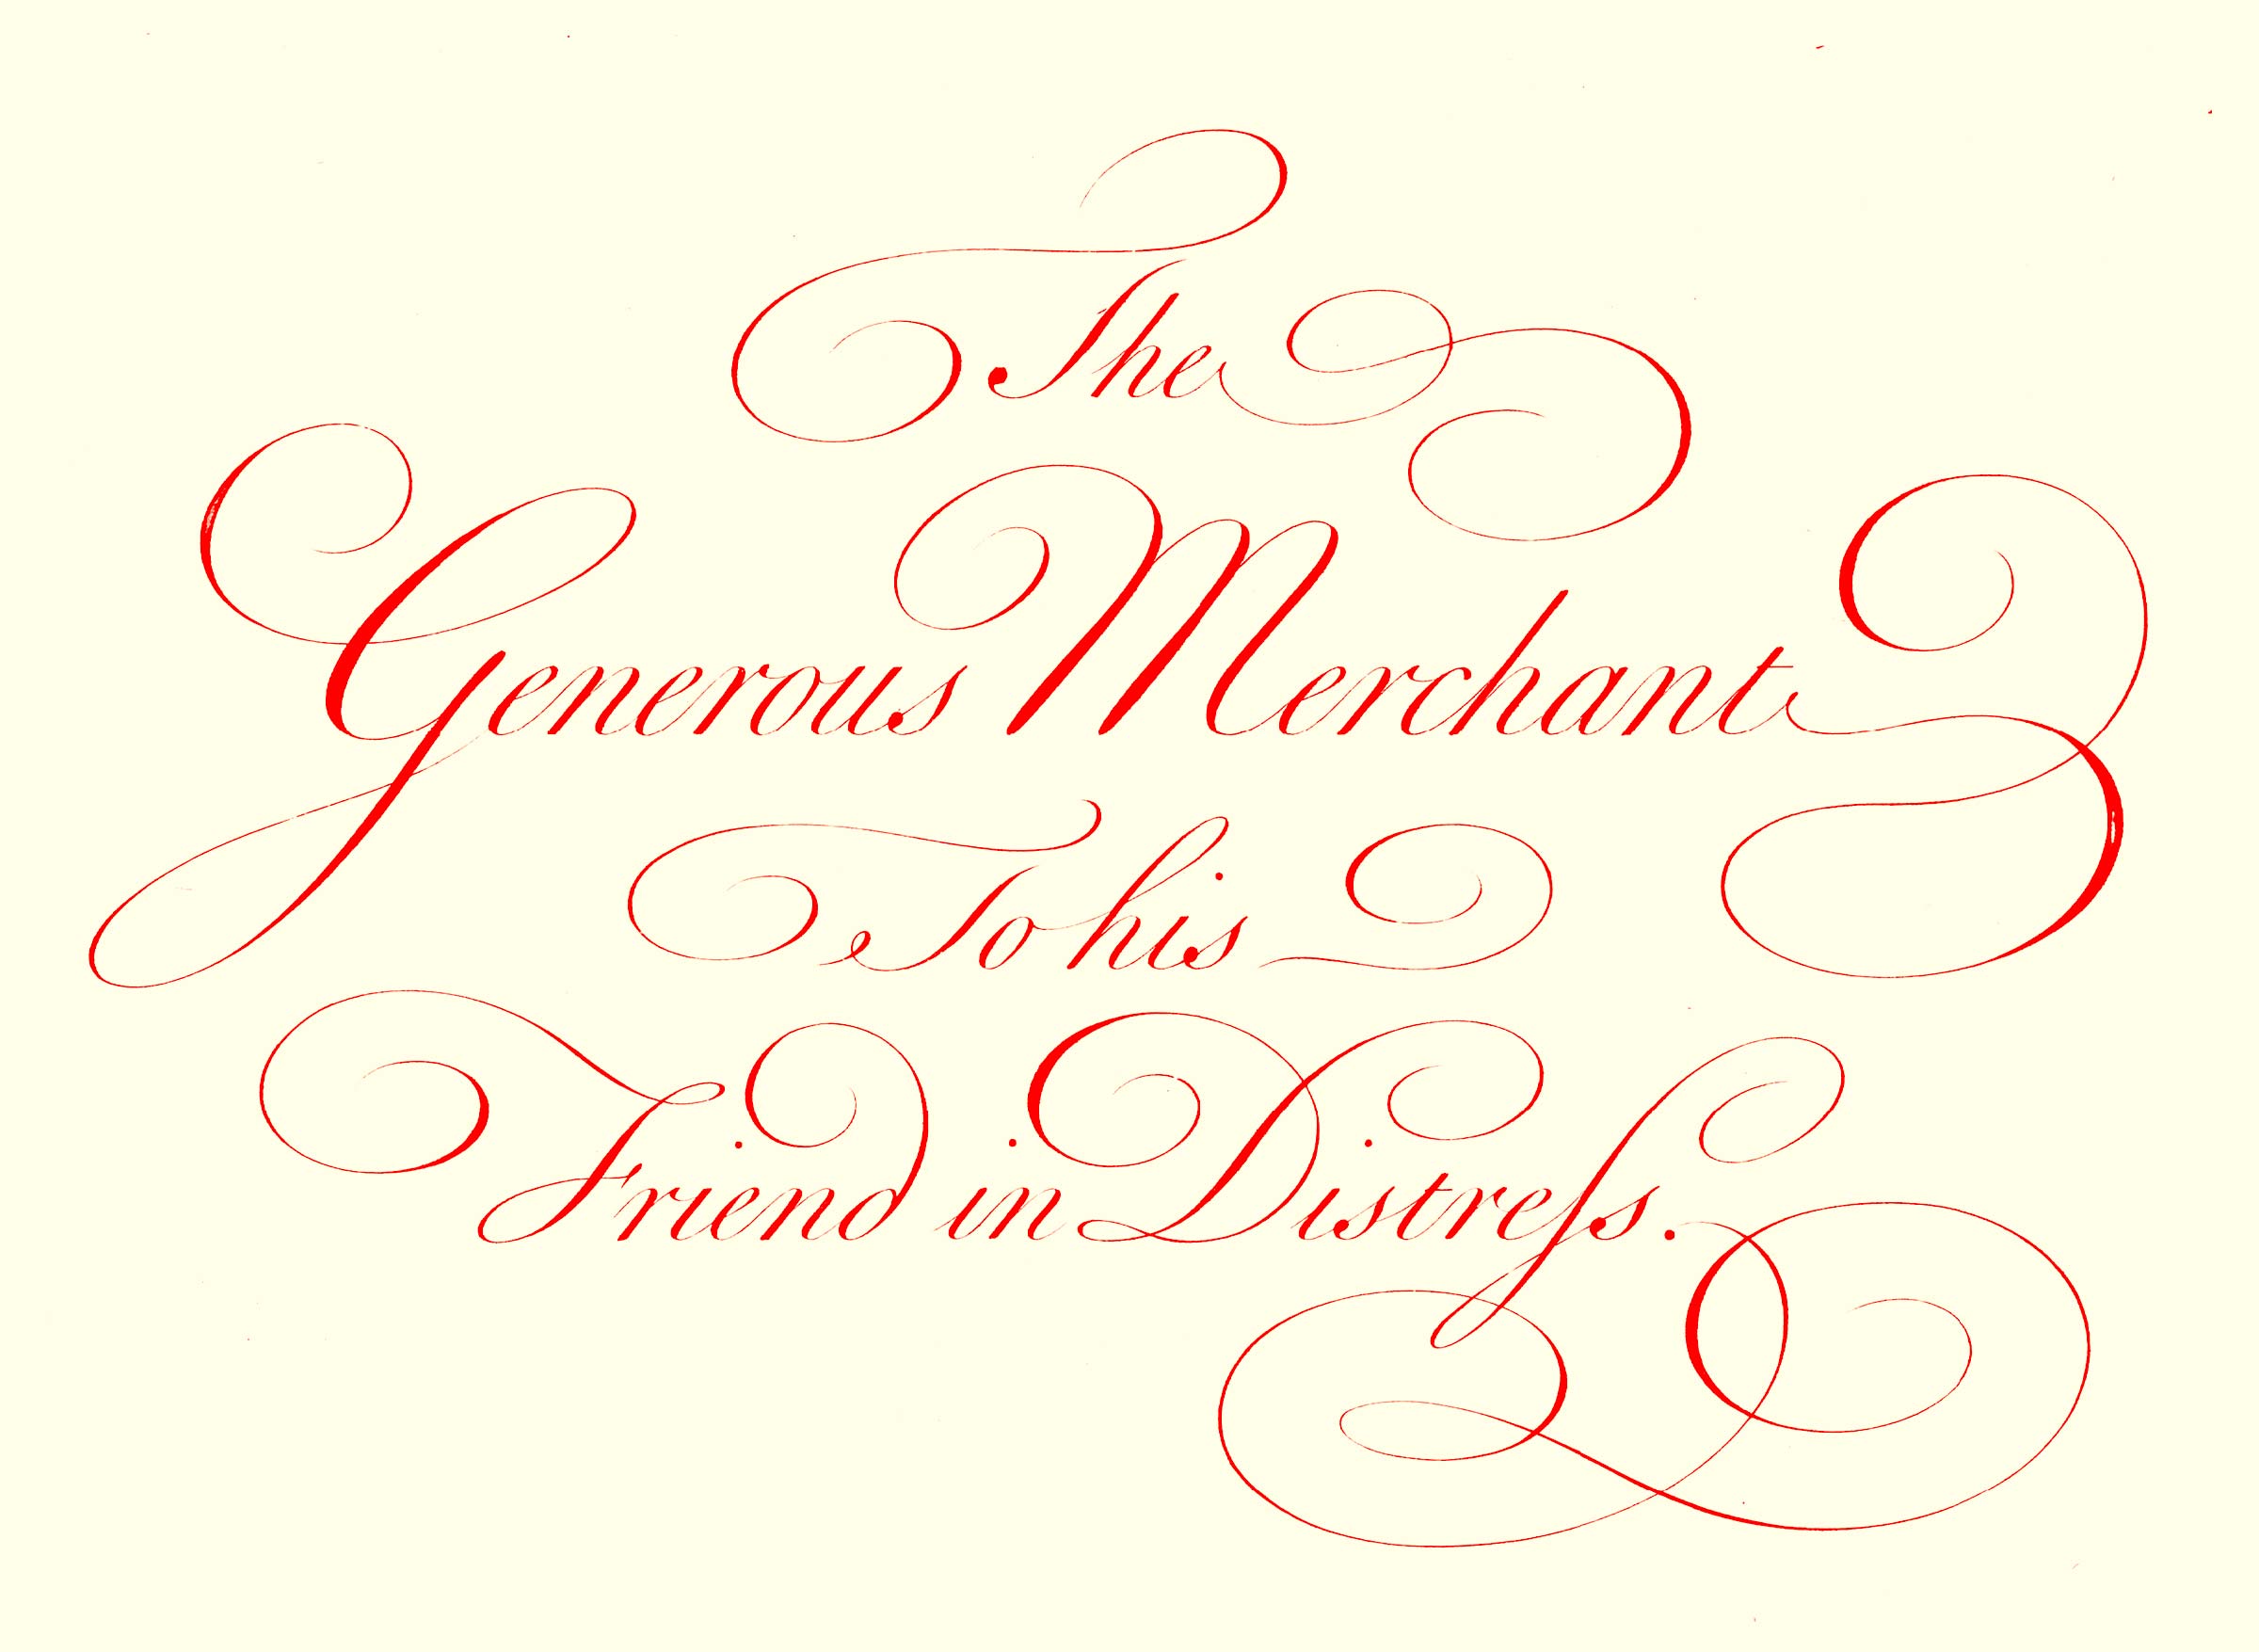 The
Generous Merchant
To his
Friend in Distreſs.